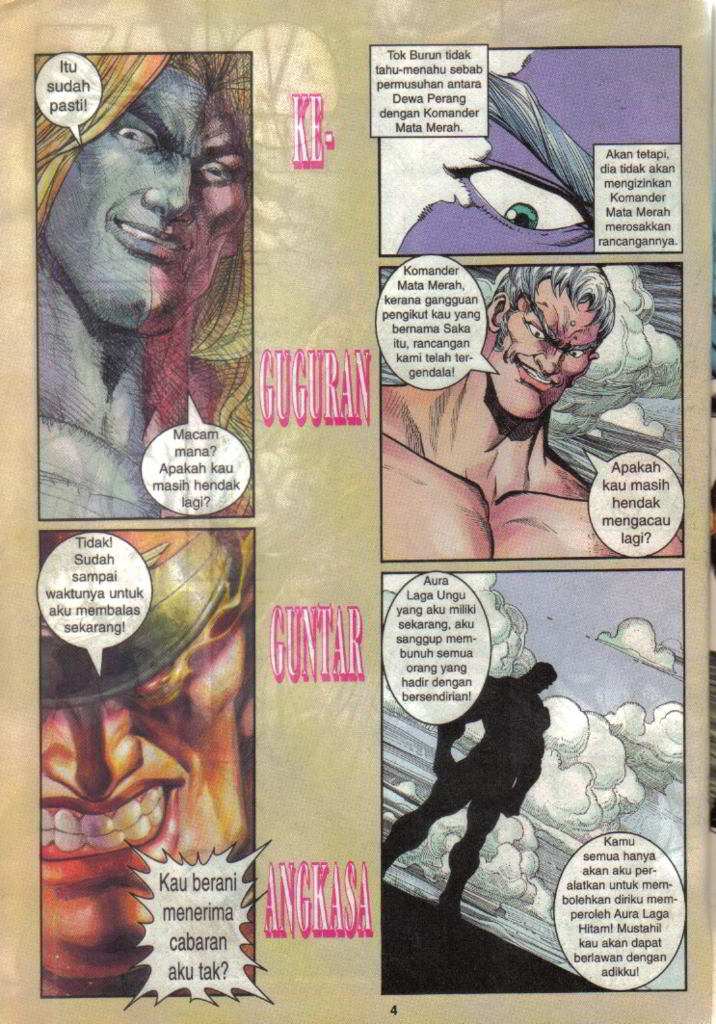 Itu
sudah
pasti!
Macam
mana?
Apakah kau
masih hendak
lagi?
Tidak!
Sudah
sampai
waktunya untuk
aku membalas
sekarang!
Kau berani
menerima
cabaran
aku tak?
KE-
GUGURAN
GUNTAR
ANGKASA
Tok Burun tidak
tahu-menahu sebab
permusuhan antara
Dewa Perang
dengan Komander
Mata Merah.
Akan tetapi,
dia tidak akan
mengizinkan
Komander
Mata Merah
merosakkan
rancangannya.
Komander
Mata Merah,
kerana gangguan
pengikut kau yang
bernama Saka
itu, rancangan
kami telah ter-
gendala!
Apakah
kau masih
hendak
mengacau
lagi?
Aura
Laga Ungu
yang aku miliki
sekarang, aku
sanggup mem-
bunuh semua
orang yang
hadir dengan
bersendirian!
Kamu
semua hanya
akan aku per-
alatkan untuk mem-
bolehkan diriku mem-
peroleh Aura Laga
Hitam! Mustahil
kau akan dapat
berlawan dengan
adikku!
4